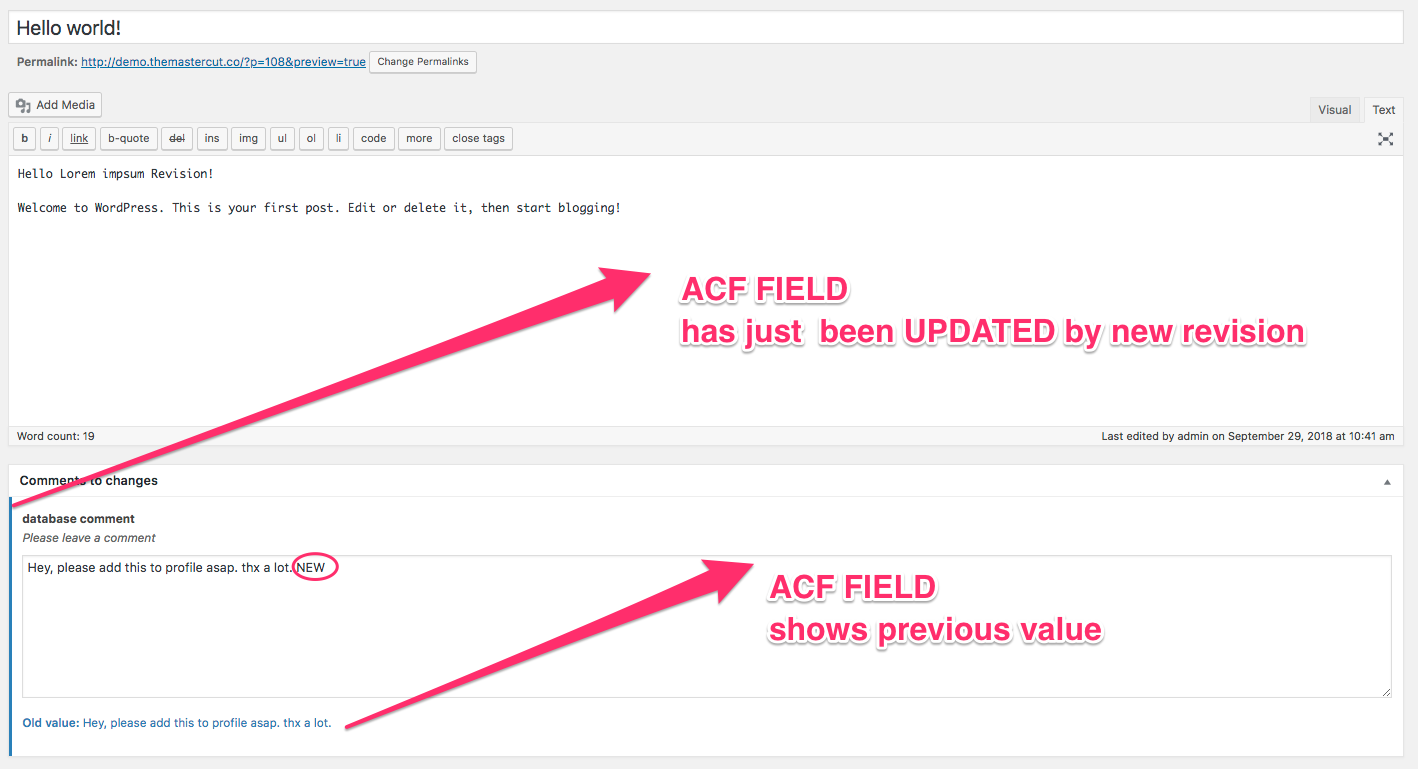 Hello world!
Permalink: http://demo.themastercut.co/?p=108&preview=true Change Permalinks
Add Media
Visual Text
b i link b-quote del ins img ul ol li code more close tags
Hello Lorem impsum Revision!
Welcome to WordPress. This is your first post. Edit or delete it, then start blogging!
ACF FIELD
has just been UPDATED by new revision
Word count: 19
Last edited by admin on September 29, 2018 at 10:41 am
Comments to changes
database comment
Please leave a comment
Hey, please add this to profile asap. thx a lot. NEW
ACF FIELD
shows previous value
Old value: Hey, please add this to profile asap. thx a lot.